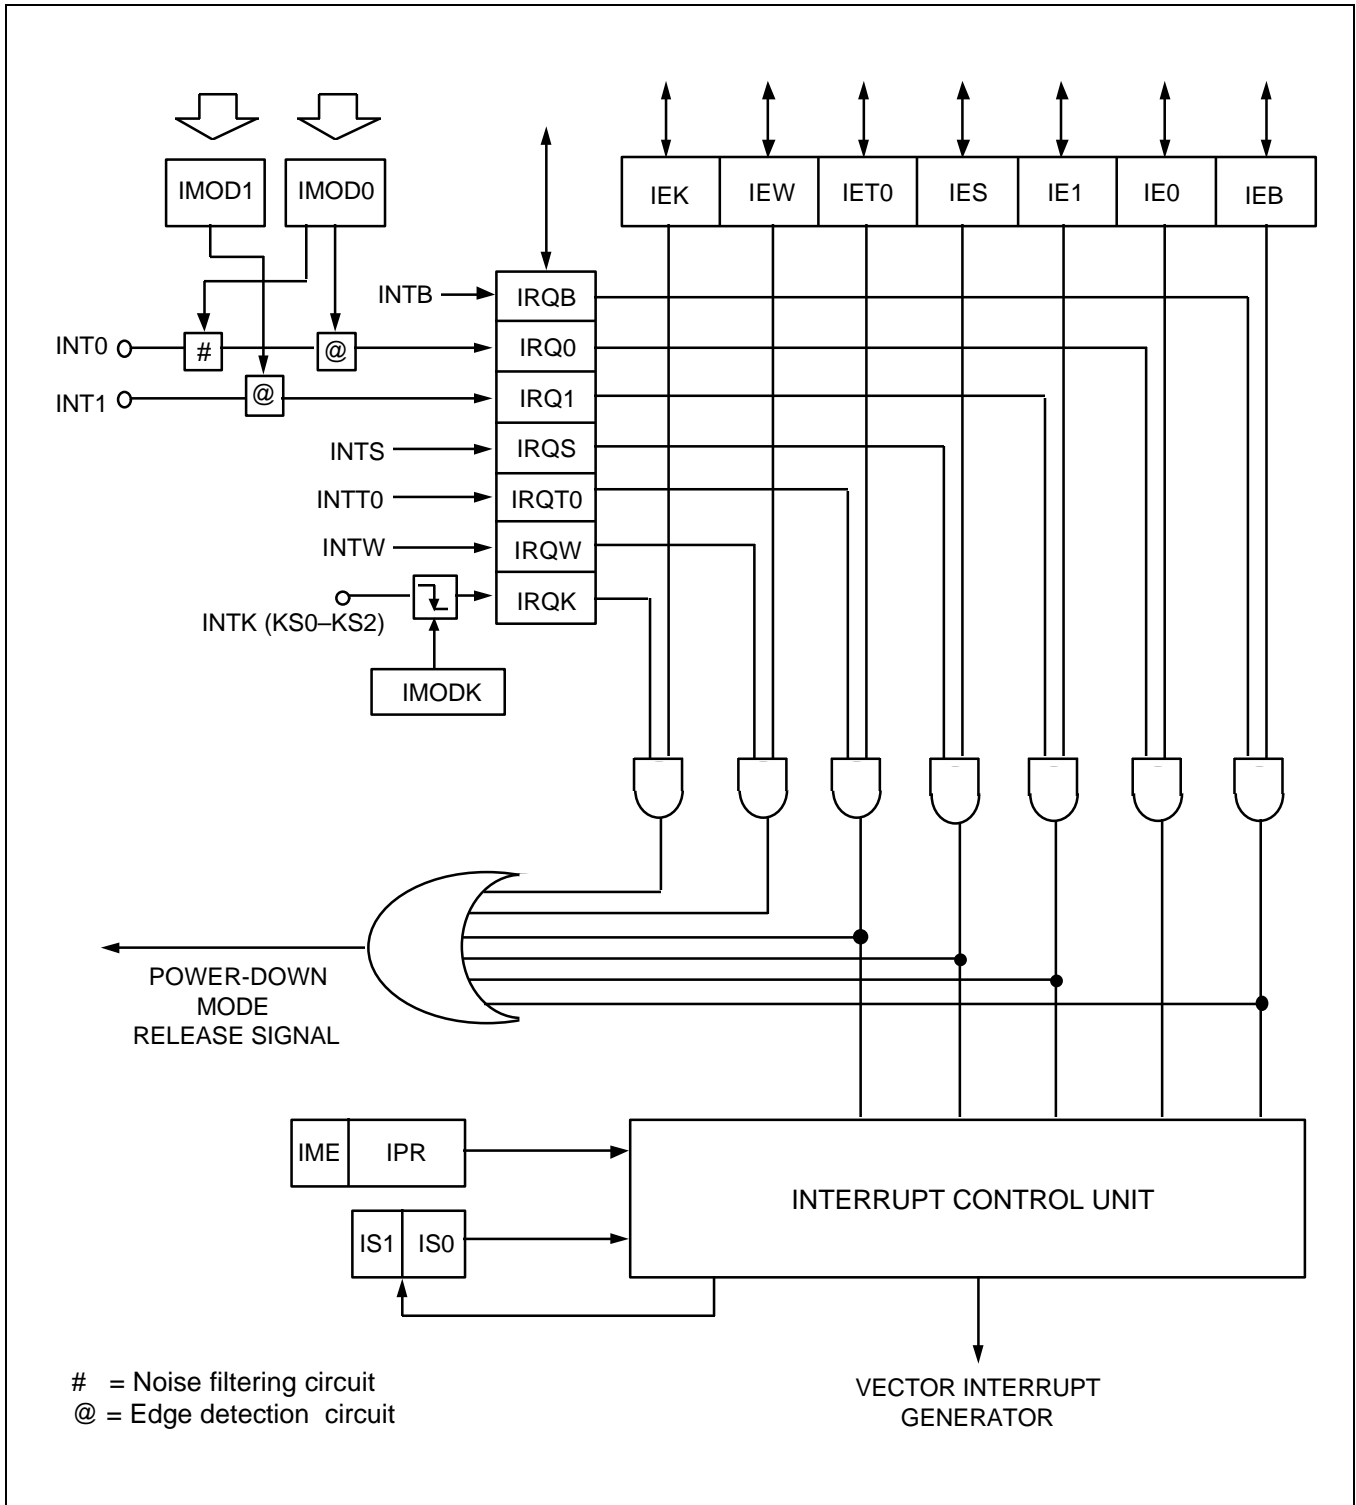 IMOD1 IMOD0
IEK IEW IET0 IES IE1 IE0 IEB
INTB IRQB
INT0 # @ IRQ0
INT1 @ IRQ1
INTS IRQS
INTT0 IRQT0
INTW IRQW
IRQK
INTK (KS0–KS2)
IMODK
POWER-DOWN
MODE
RELEASE SIGNAL
IME IPR
INTERRUPT CONTROL UNIT
IS1 IS0
# = Noise filtering circuit
@ = Edge detection circuit
VECTOR INTERRUPT
GENERATOR